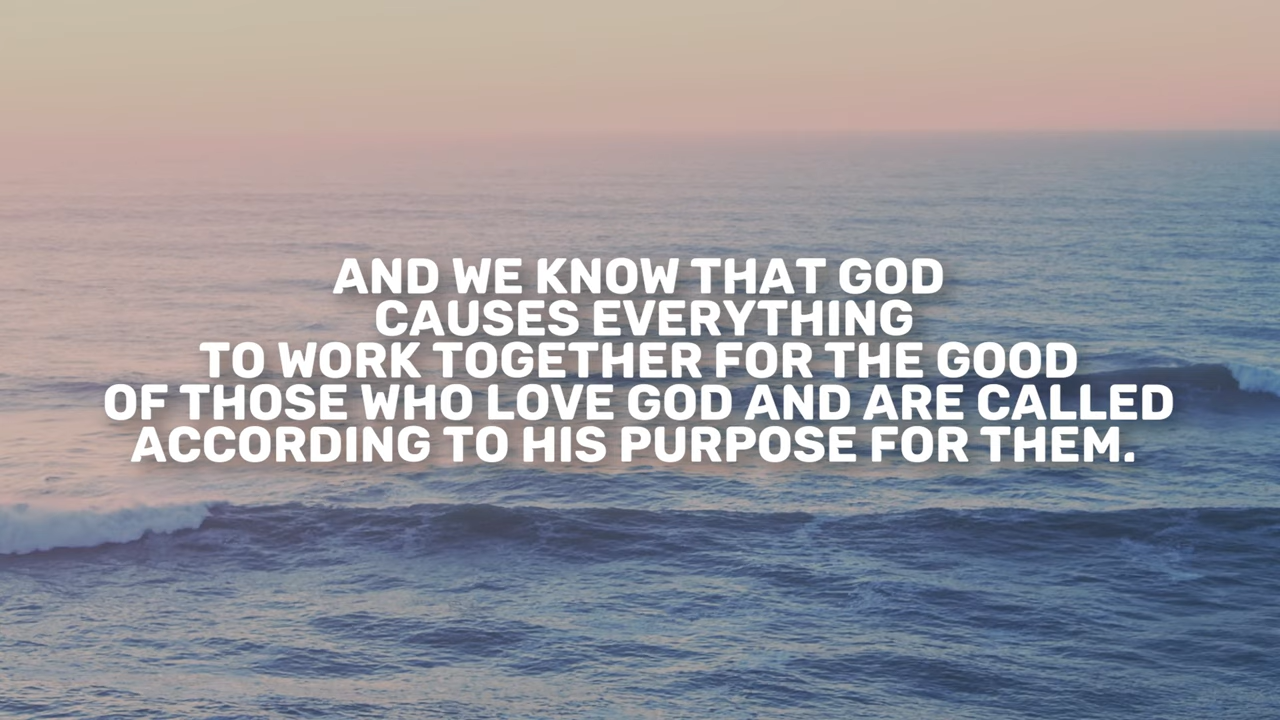 AND WE KNOW THAT GOD
CAUSES EVERYTHING
TO WORK TOGETHER FOR THE GOOD
OF THOSE WHO LOVE GOD AND ARE CALLED
ACCORDING TO HIS PURPOSE FOR THEM.